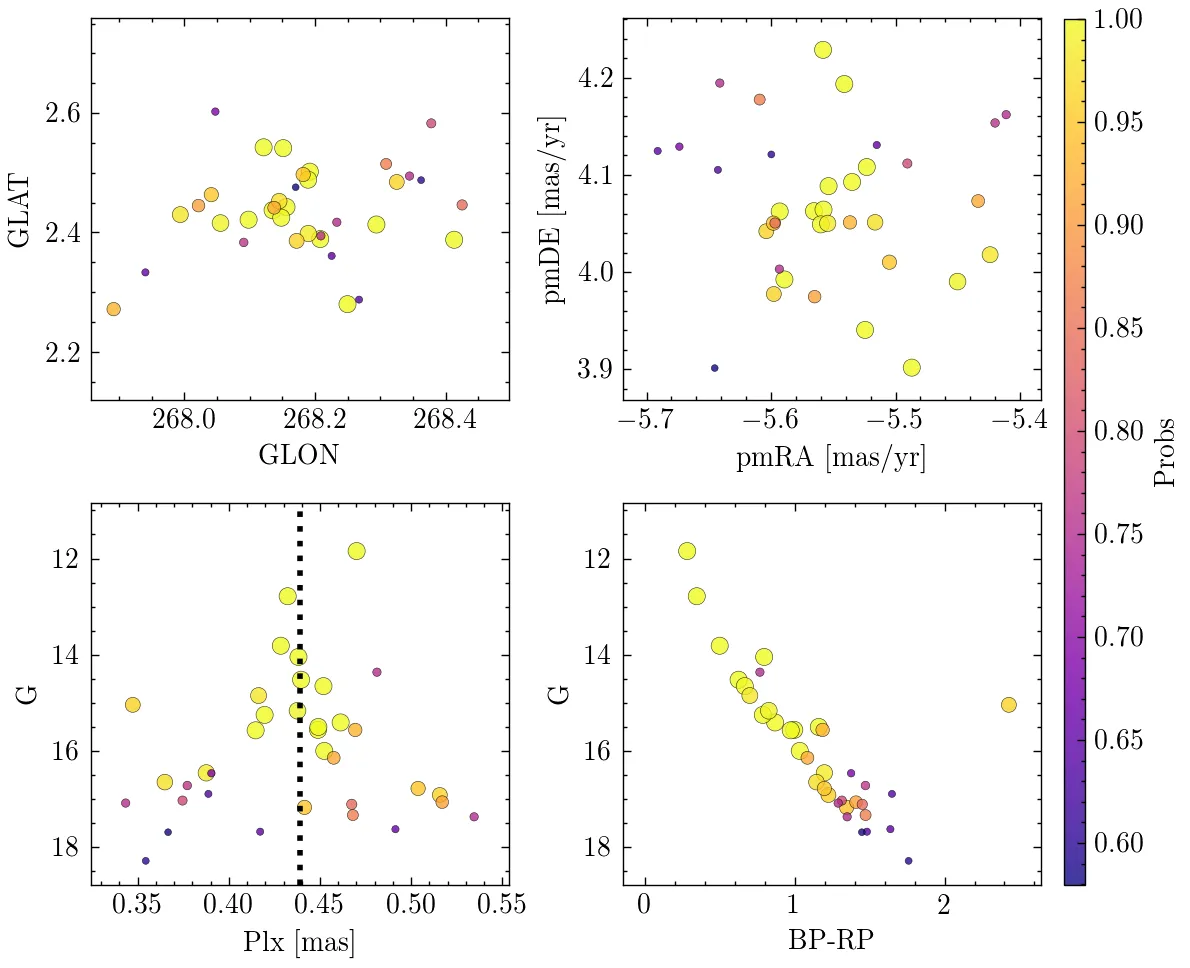 GLAT
2.6
2.4
2.2
268.0 268.2 268.4
GLON
pmDE [mas/yr]
4.2
4.1
4.0
3.9
−5.7 −5.6 −5.5 −5.4
pmRA [mas/yr]
G
12
14
16
18
0.35 0.40 0.45 0.50 0.55
Plx [mas]
G
12
14
16
18
0 1 2
BP-RP
1.00
0.95
0.90
0.85
0.80
0.75
0.70
0.65
0.60
Probs